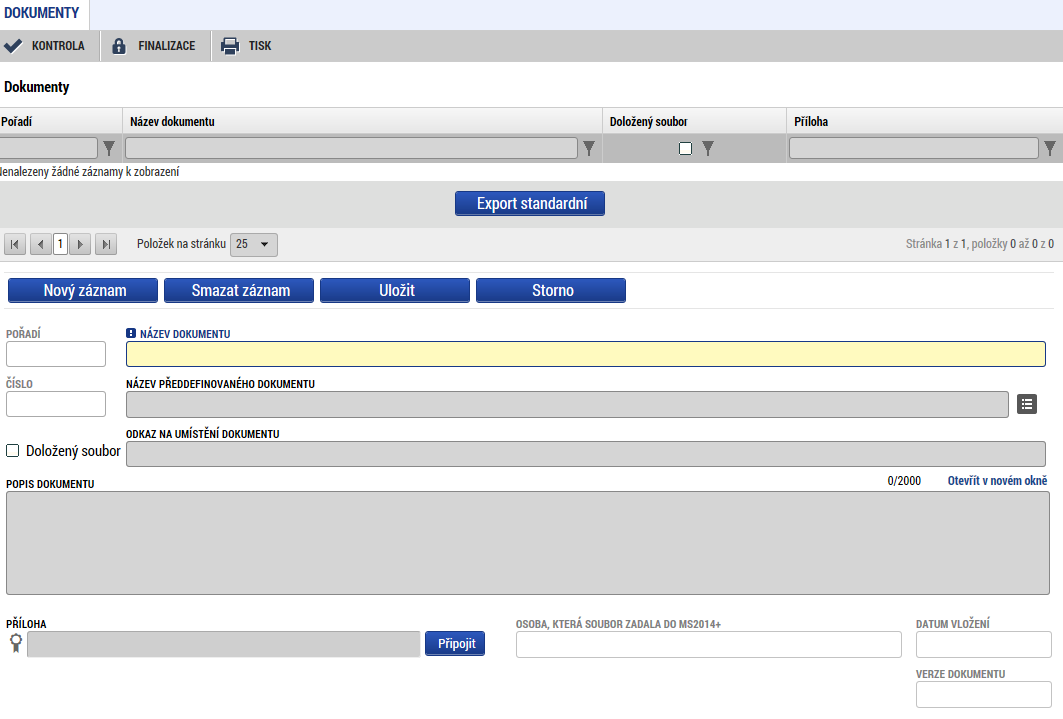 DOKUMENTY
KONTROLA FINALIZACE TISK
Dokumenty
Pořadí Název dokumentu Doložený soubor Příloha
Nenalezeny žádné záznamy k zobrazení
Export standardní
1 Položek na stránku 25 Stránka 1 z 1, položky 0 až 0 z 0
Nový záznam Smazat záznam Uložit Storno
POŘADÍ NÁZEV DOKUMENTU
ČÍSLO NÁZEV PŘEDDEFINOVANÉHO DOKUMENTU
ODKAZ NA UMÍSTĚNÍ DOKUMENTU
Doložený soubor
POPIS DOKUMENTU 0/2000 Otevřít v novém okně
PŘÍLOHA OSOBA, KTERÁ SOUBOR ZADALA DO MS2014+ DATUM VLOŽENÍ
Připojit
VERZE DOKUMENTU